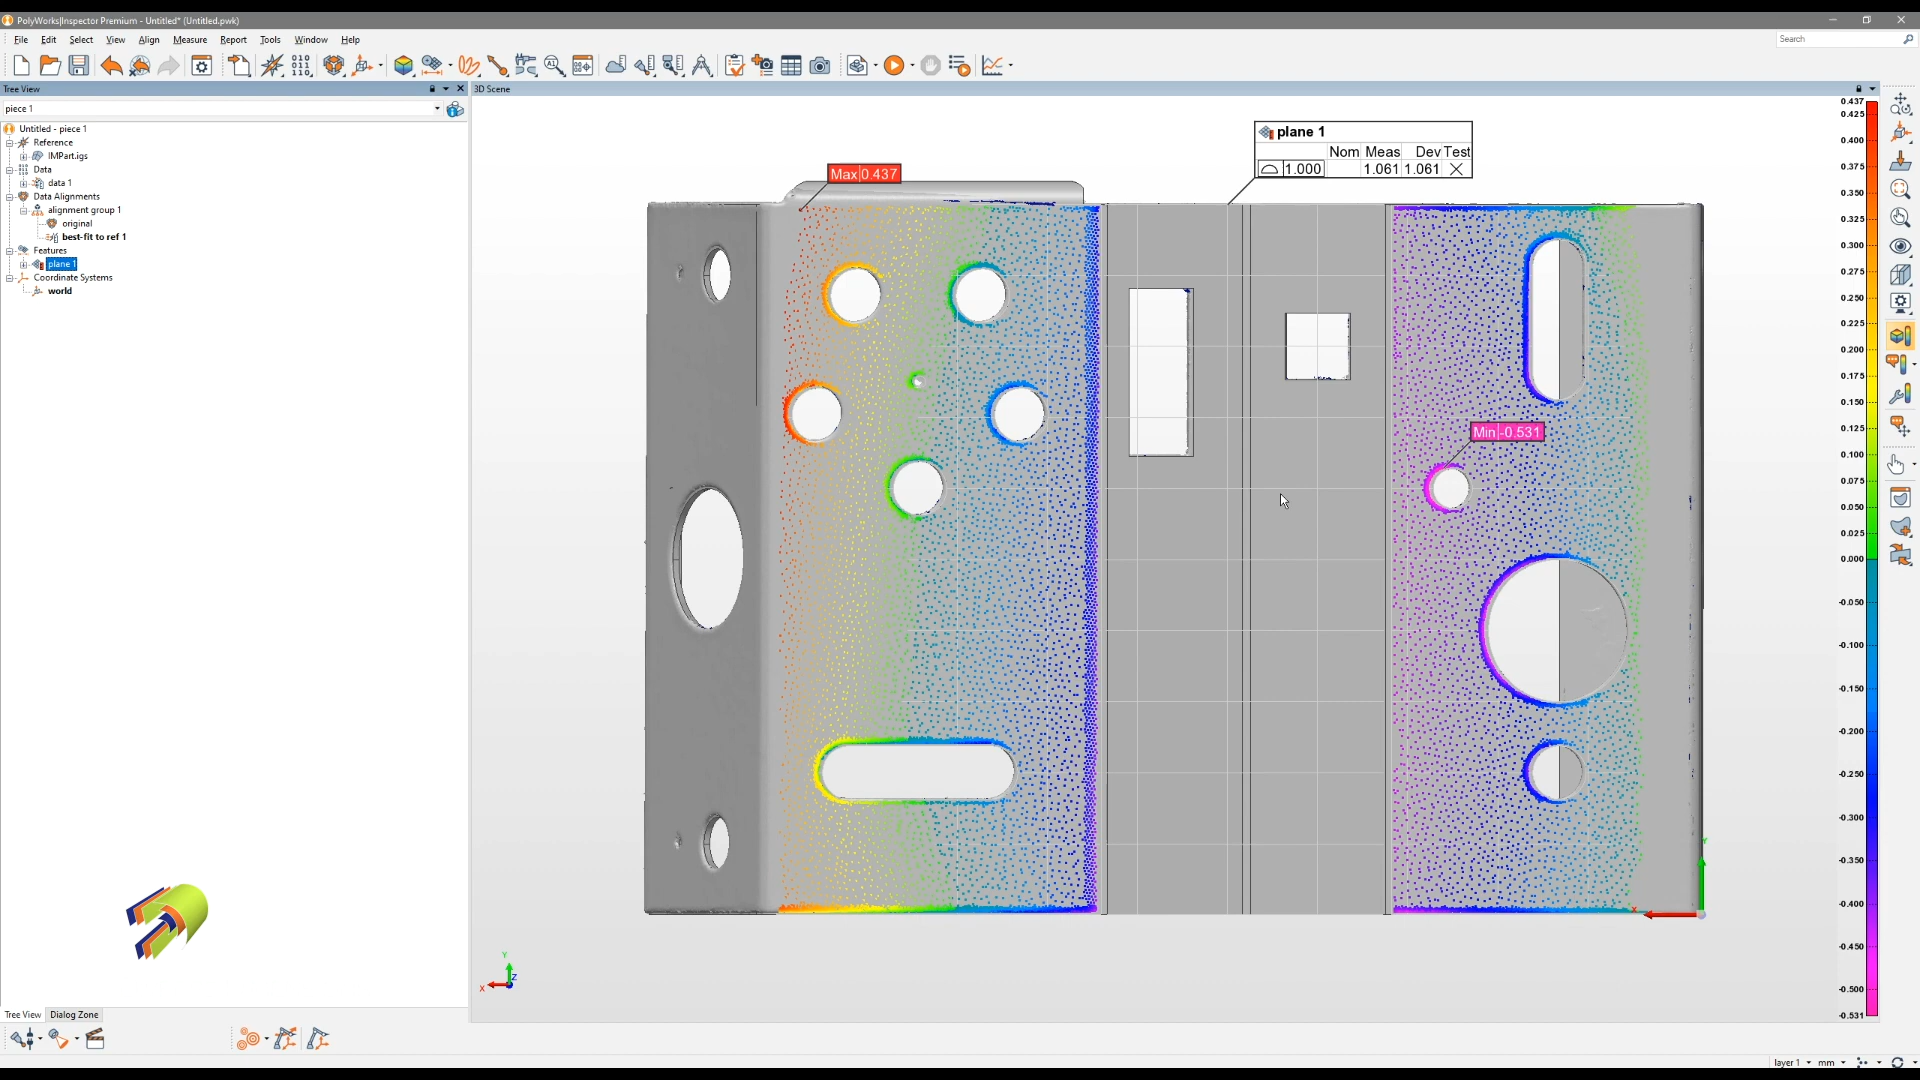 PolyWorks|Inspector Premium - Untitled* (Untitled.pwk)
File Edit Select View Align Measure Report Tools Window Help
Search
Tree View
3D Scene
piece 1
Untitled - piece 1
Reference
IMPart.igs
Data
data 1
Data Alignments
alignment group 1
original
best-fit to ref 1
Features
plane 1
Coordinate Systems
world
plane 1
Nom Meas Dev Test
1.000 1.061 1.061
Max 0.437
Min -0.531
0.437
0.425
0.400
0.375
0.350
0.325
0.300
0.275
0.250
0.225
0.200
0.175
0.150
0.125
0.100
0.075
0.050
0.025
0.000
-0.050
-0.100
-0.150
-0.200
-0.250
-0.300
-0.350
-0.400
-0.450
-0.500
-0.531
Y
X
Y
Z
X
Tree View Dialog Zone
layer 1 mm